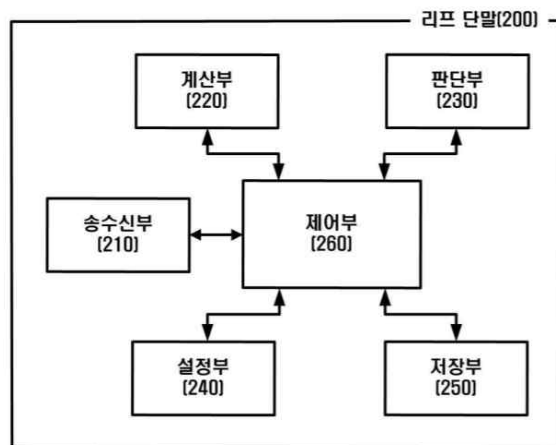 리프 단말(200)
계산부
(220)
판단부
(230)
송수신부
(210)
제어부
(260)
설정부
(240)
저장부
(250)